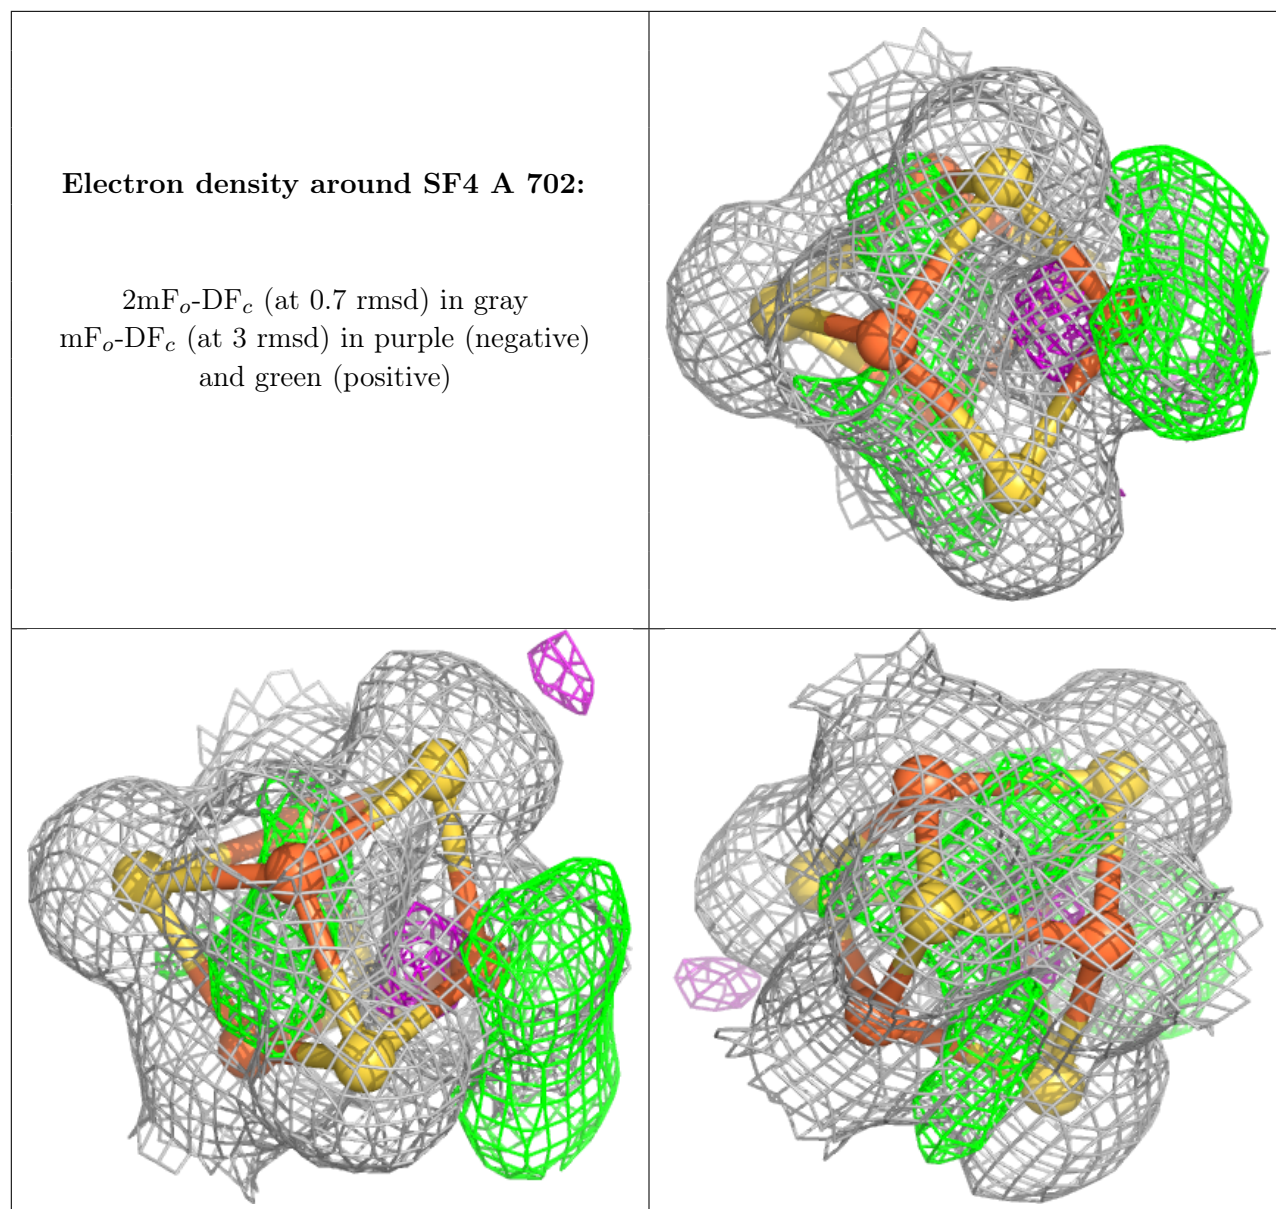 Electron density around SF4 A 702:
2mFo-DFc (at 0.7 rmsd) in gray
mFo-DFc (at 3 rmsd) in purple (negative)
and green (positive)